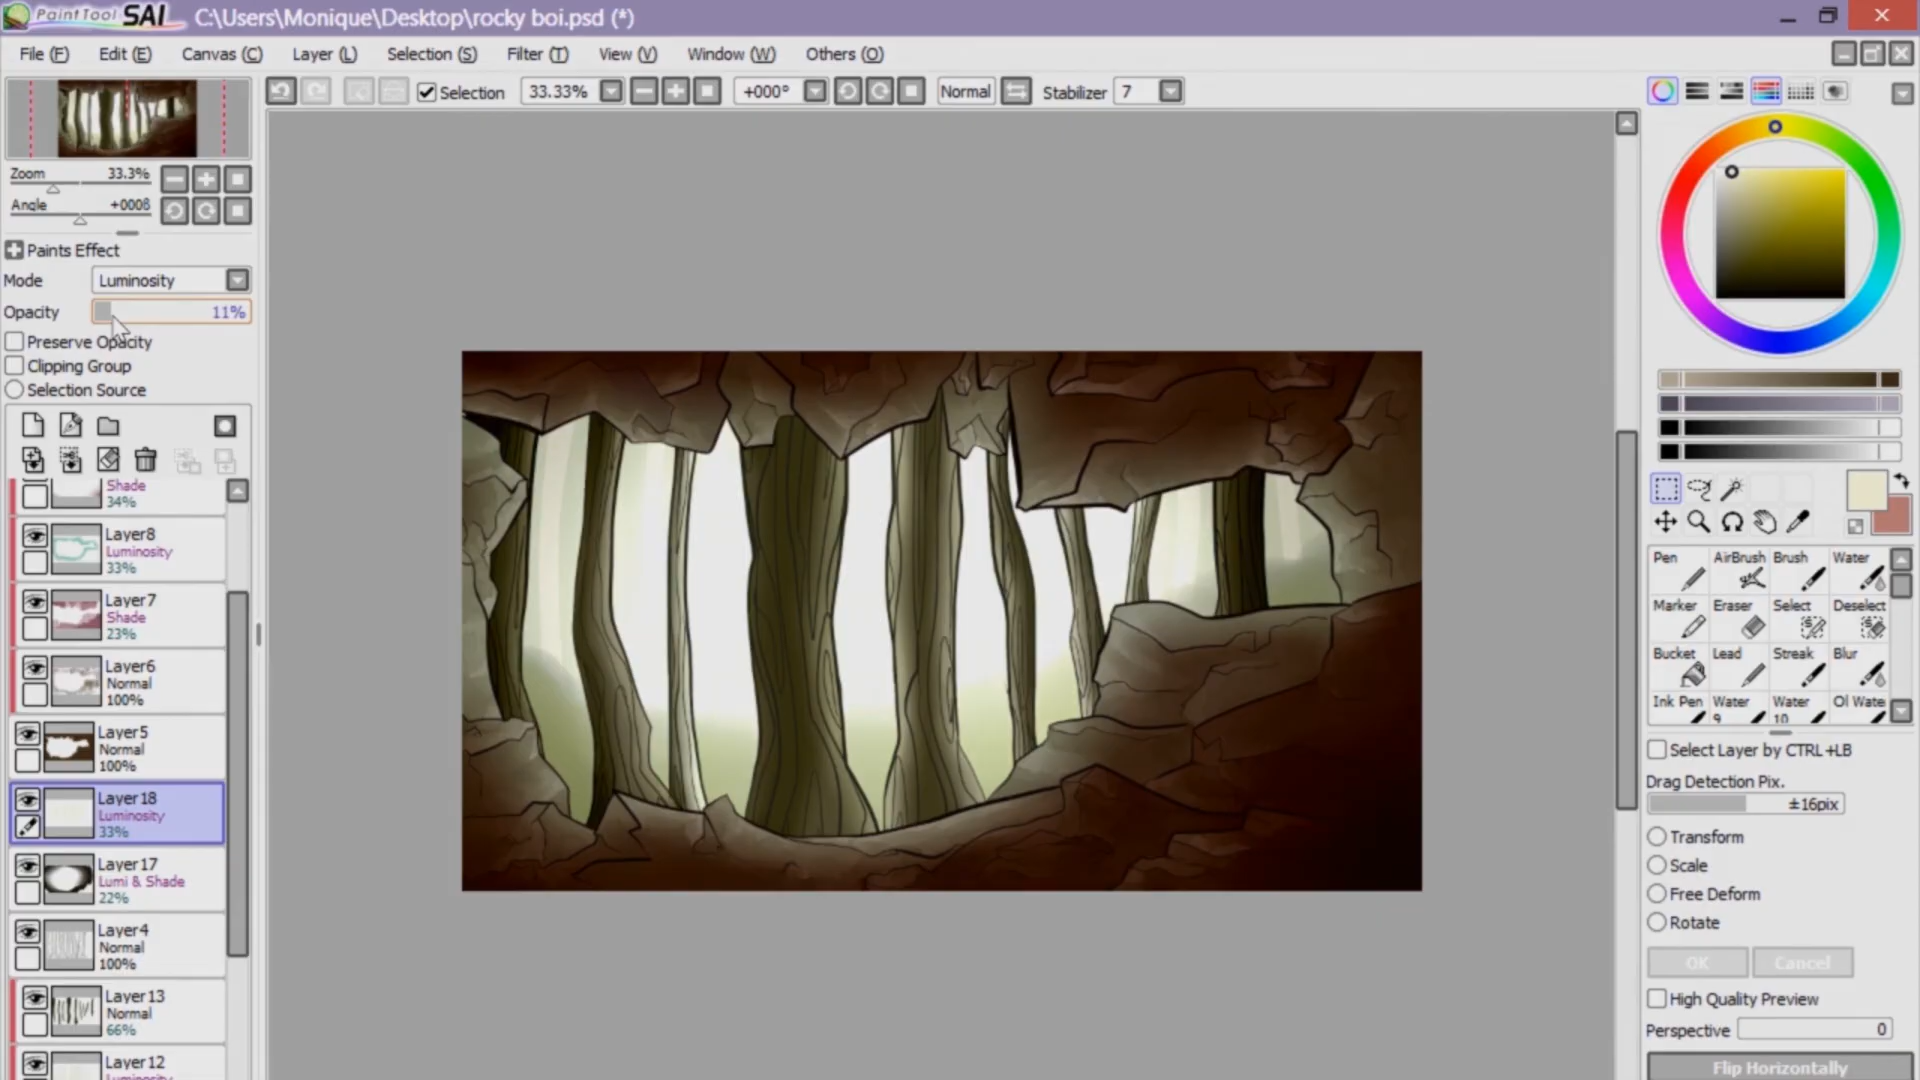 PaintTool SAI C:\Users\Monique\Desktop\rocky boi.psd (*)
File (F) Edit (E) Canvas (C) Layer (L) Selection (S) Filter (T) View (V) Window (W) Others (O)
Selection 33.33% +000° Normal Stabilizer 7
Zoom 33.3%
Angle +000ß
Paints Effect
Mode Luminosity
Opacity 11%
Preserve Opacity
Clipping Group
Selection Source
Shade
34%
Layer8
Luminosity
33%
Layer7
Shade
23%
Layer6
Normal
100%
Layer5
Normal
100%
Layer18
Luminosity
33%
Layer17
Lumi & Shade
22%
Layer4
Normal
100%
Layer13
Normal
66%
Layer12
Luminosity
Pen AirBrush Brush Water
Marker Eraser Select Deselect
Bucket Lead Streak Blur
Ink Pen Water Water Ol Wate
9 10
Select Layer by CTRL+LB
Drag Detection Pix.
±16pix
Transform
Scale
Free Deform
Rotate
OK Cancel
High Quality Preview
Perspective 0
Flip Horizontally